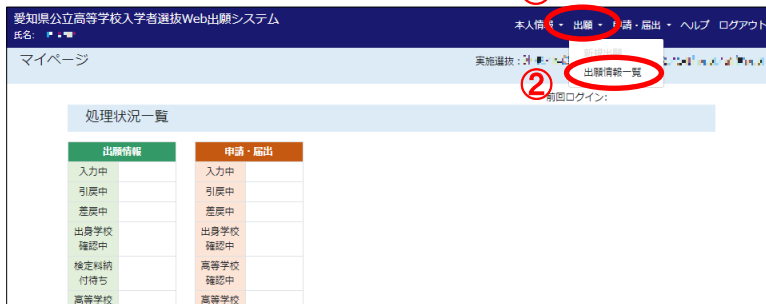 愛知県公立高等学校入学者選抜Web出願システム
本人情報 出願 申請・届出 ヘルプ ログアウト
氏名:
マイページ
実施選抜:
新規出願
出願情報一覧
②
前回ログイン:
処理状況一覧
出願情報 申請・届出
入力中 入力中
引戻中 引戻中
差戻中 差戻中
出身学校 出身学校
確認中 確認中
検定料納 高等学校
付待ち 確認中
高等学校 高等学校